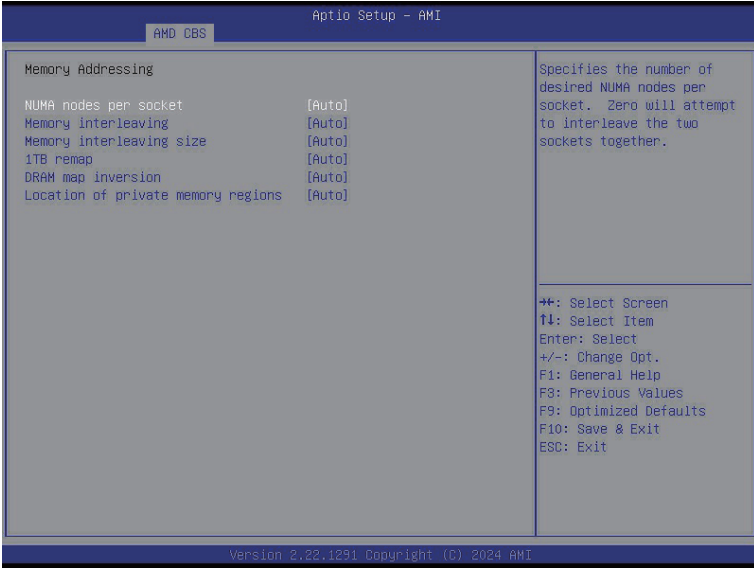 Aptio Setup – AMI
AMD CBS
Memory Addressing
NUMA nodes per socket [Auto]
Memory interleaving [Auto]
Memory interleaving size [Auto]
1TB remap [Auto]
DRAM map inversion [Auto]
Location of private memory regions [Auto]
Specifies the number of
desired NUMA nodes per
socket.  Zero will attempt
to interleave the two
sockets together.
→←: Select Screen
↑↓: Select Item
Enter: Select
+/-: Change Opt.
F1: General Help
F3: Previous Values
F9: Optimized Defaults
F10: Save & Exit
ESC: Exit
Version 2.22.1291 Copyright (C) 2024 AMI